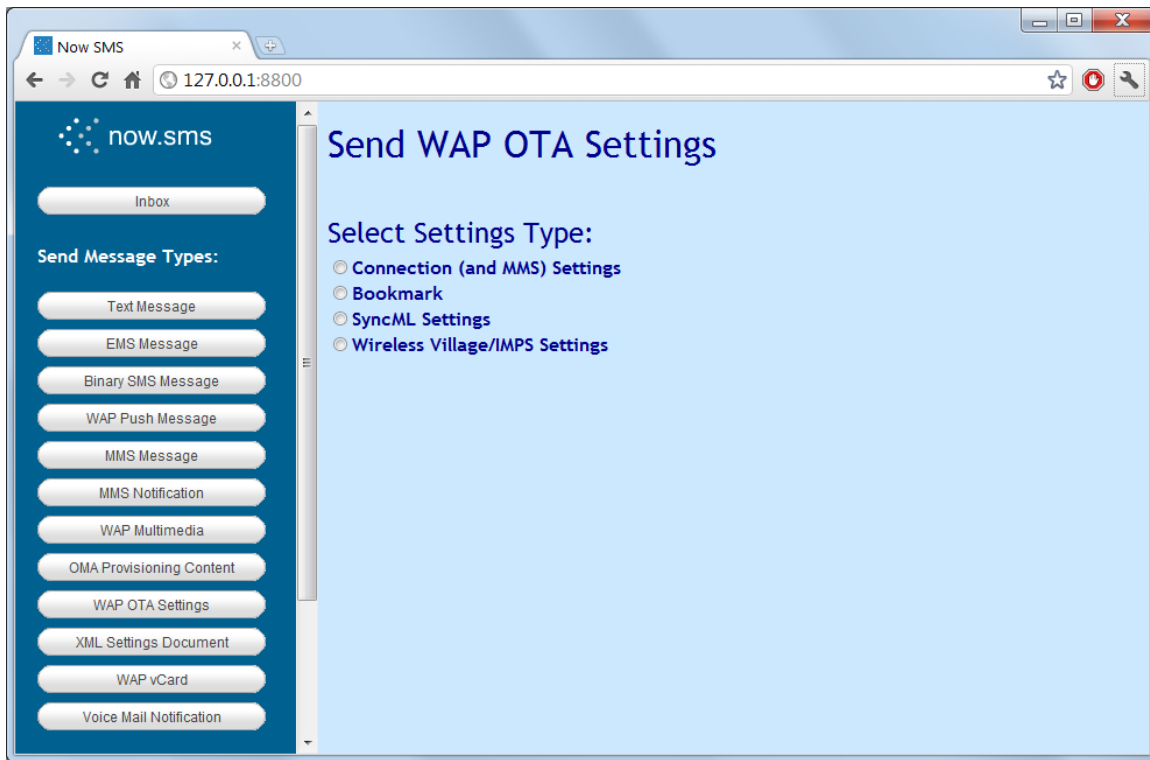 Now SMS
127.0.0.1:8800
now.sms
Inbox
Send Message Types:
Text Message
EMS Message
Binary SMS Message
WAP Push Message
MMS Message
MMS Notification
WAP Multimedia
OMA Provisioning Content
WAP OTA Settings
XML Settings Document
WAP vCard
Voice Mail Notification
Send WAP OTA Settings
Select Settings Type:
Connection (and MMS) Settings
Bookmark
SyncML Settings
Wireless Village/IMPS Settings